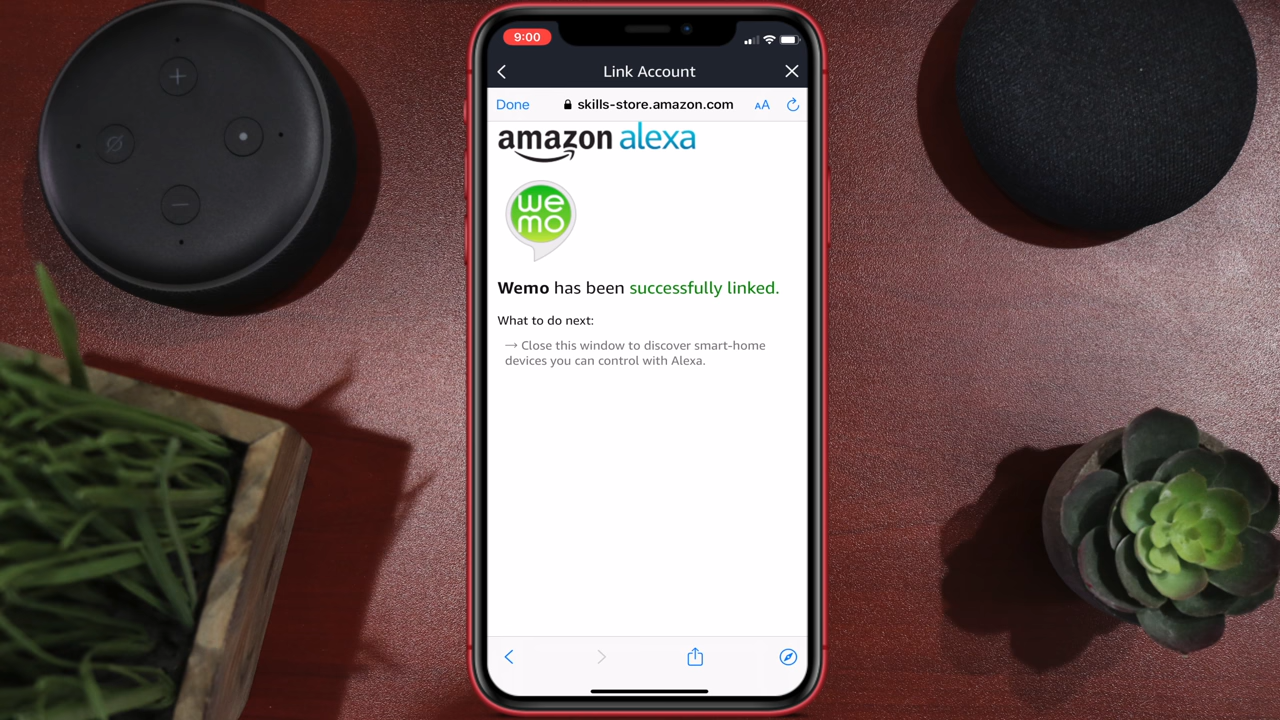 9:00
Link Account
Done skills-store.amazon.com AA
amazon alexa
we
mo
Wemo has been successfully linked.
What to do next:
→ Close this window to discover smart-home
devices you can control with Alexa.